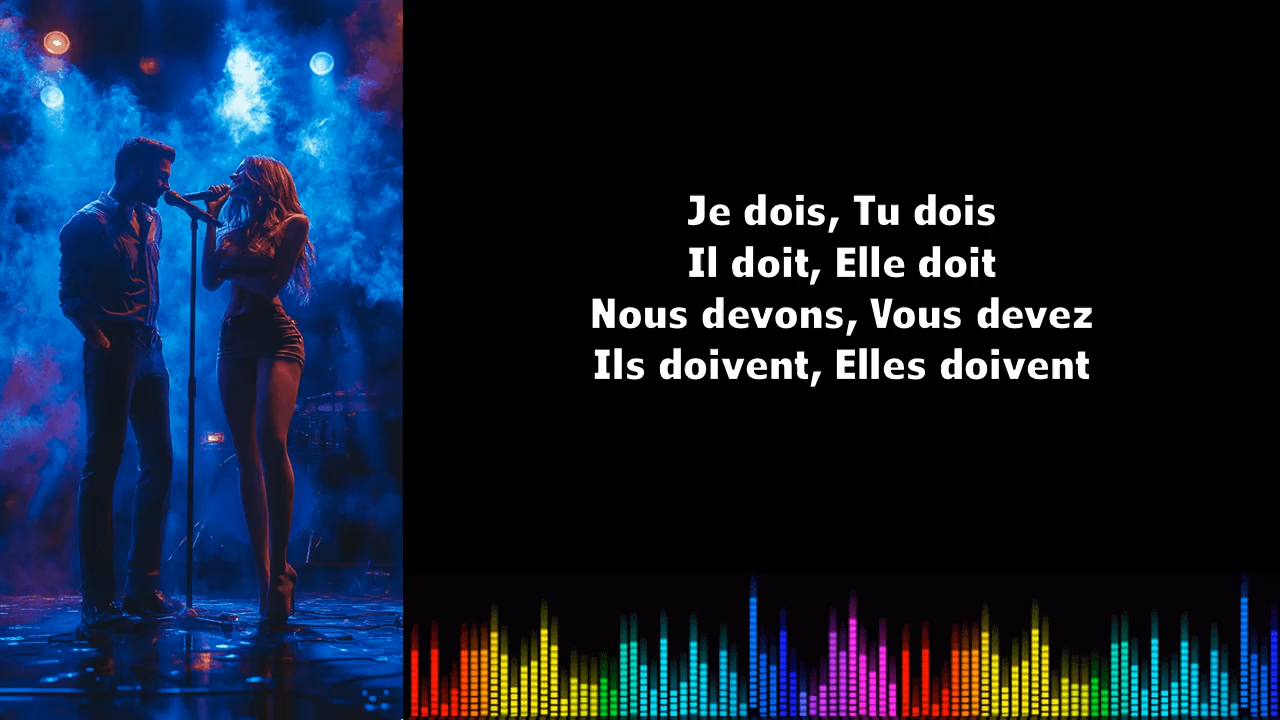 Je dois, Tu dois
Il doit, Elle doit
Nous devons, Vous devez
Ils doivent, Elles doivent